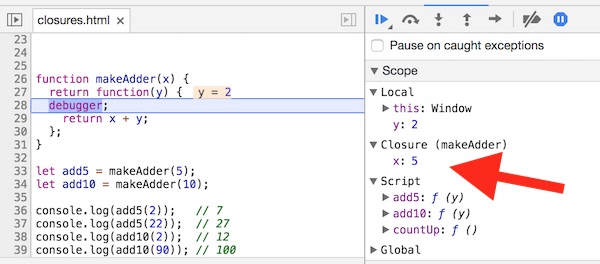 closures.html ×
Pause on caught exceptions
Scope
23
24
25
26 function makeAdder(x) {
27 return function(y) { y = 2
28 debugger;
29 return x + y;
30 };
31 }
32
33 let add5 = makeAdder(5);
34 let add10 = makeAdder(10);
35
36 console.log(add5(2)); // 7
37 console.log(add5(22)); // 27
38 console.log(add10(2)); // 12
39 console.log(add10(90)); // 100
Local
this: Window
y: 2
Closure (makeAdder)
x: 5
Script
add5: ƒ (y)
add10: ƒ (y)
countUp: ƒ ()
Global